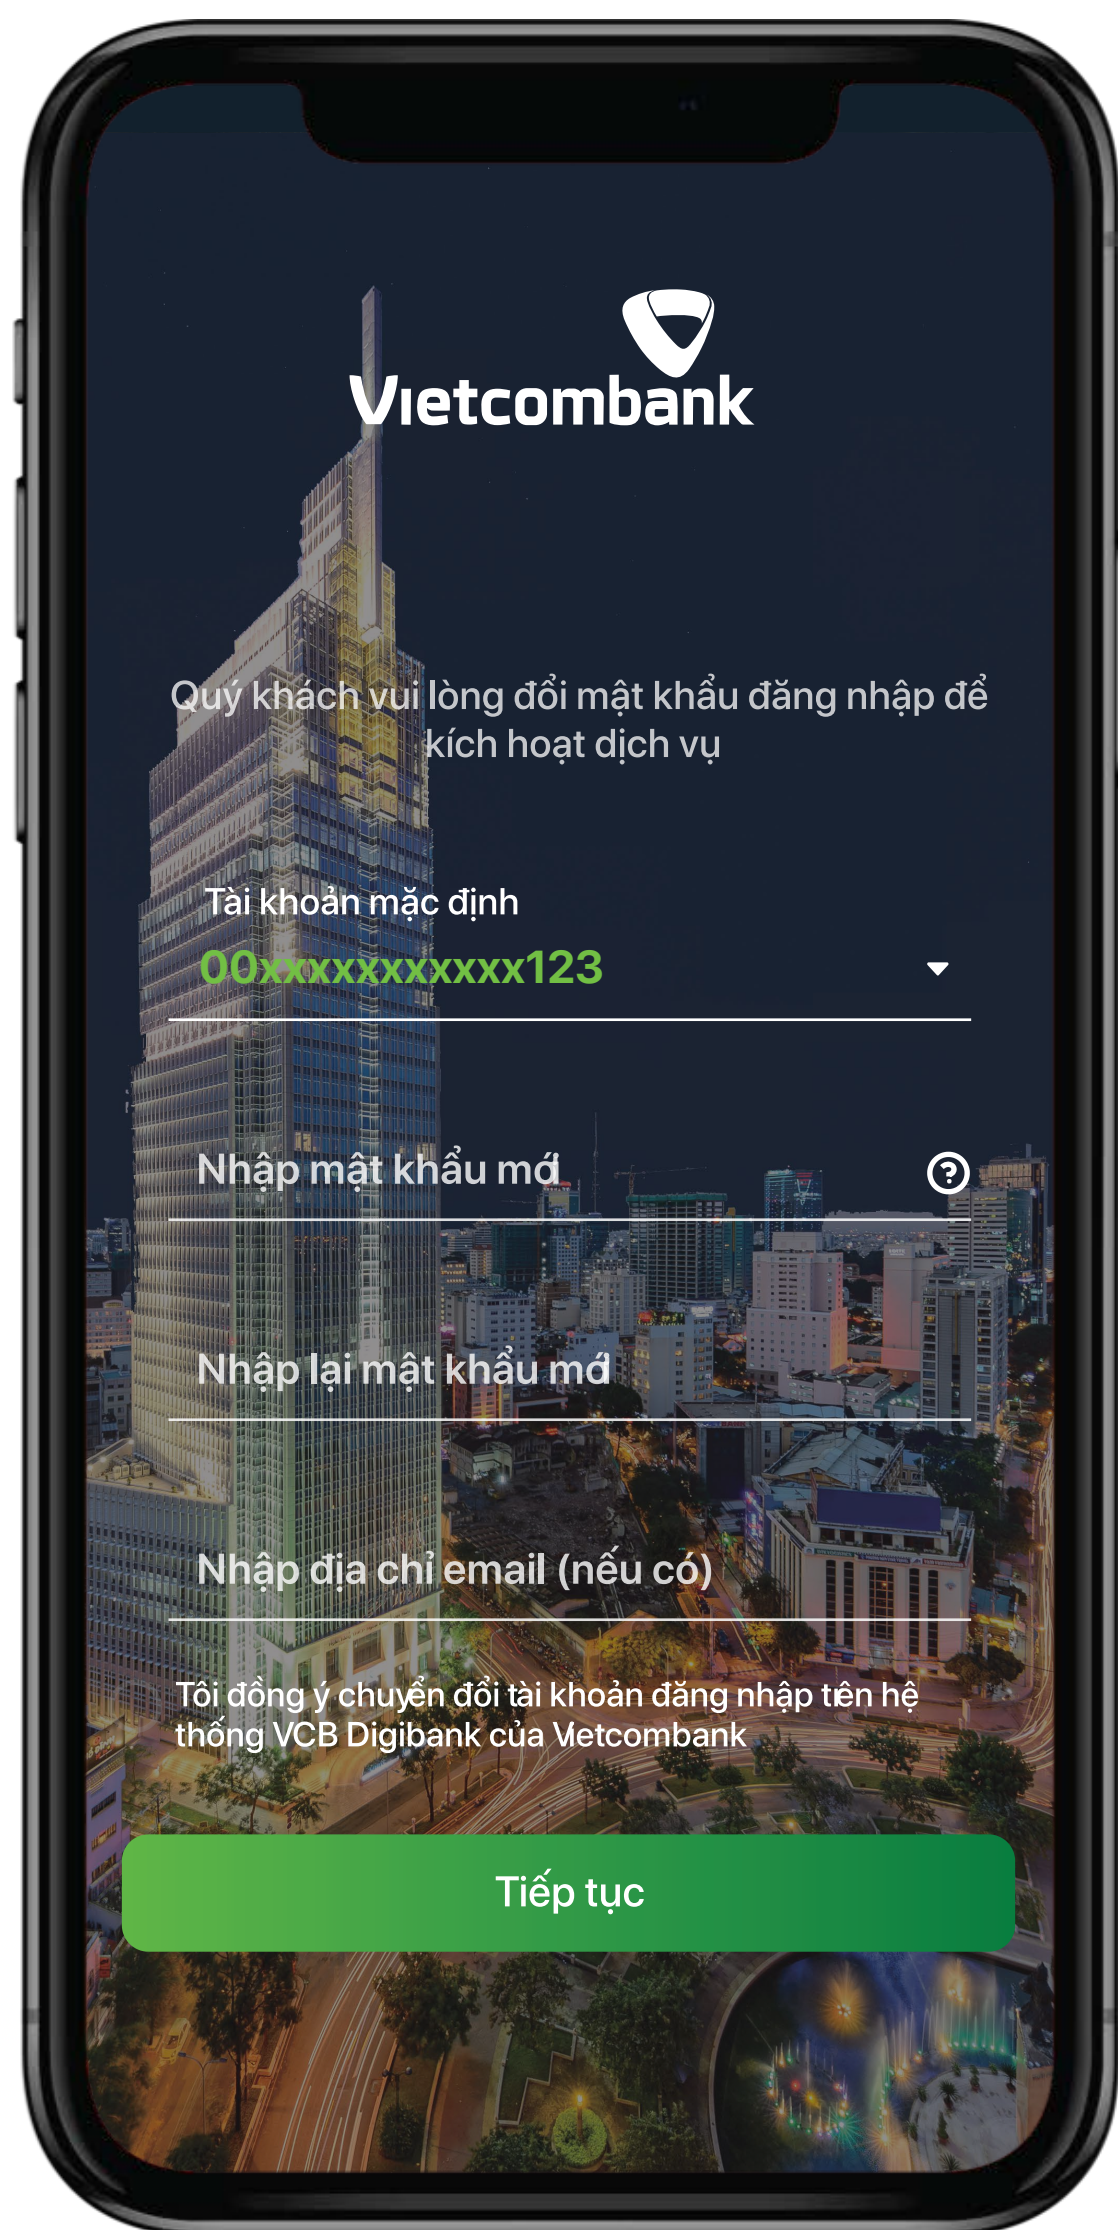 Vietcombank
Quý khách vui lòng đổi mật khẩu đăng nhập để
kích hoạt dịch vụ
Tài khoản mặc định
00xxxxxxxxxxx123
Nhập mật khẩu mới
Nhập lại mật khẩu mới
Nhập địa chỉ email (nếu có)
Tôi đồng ý chuyển đổi tài khoản đăng nhập trên hệ
thống VCB Digibank của Vietcombank
Tiếp tục